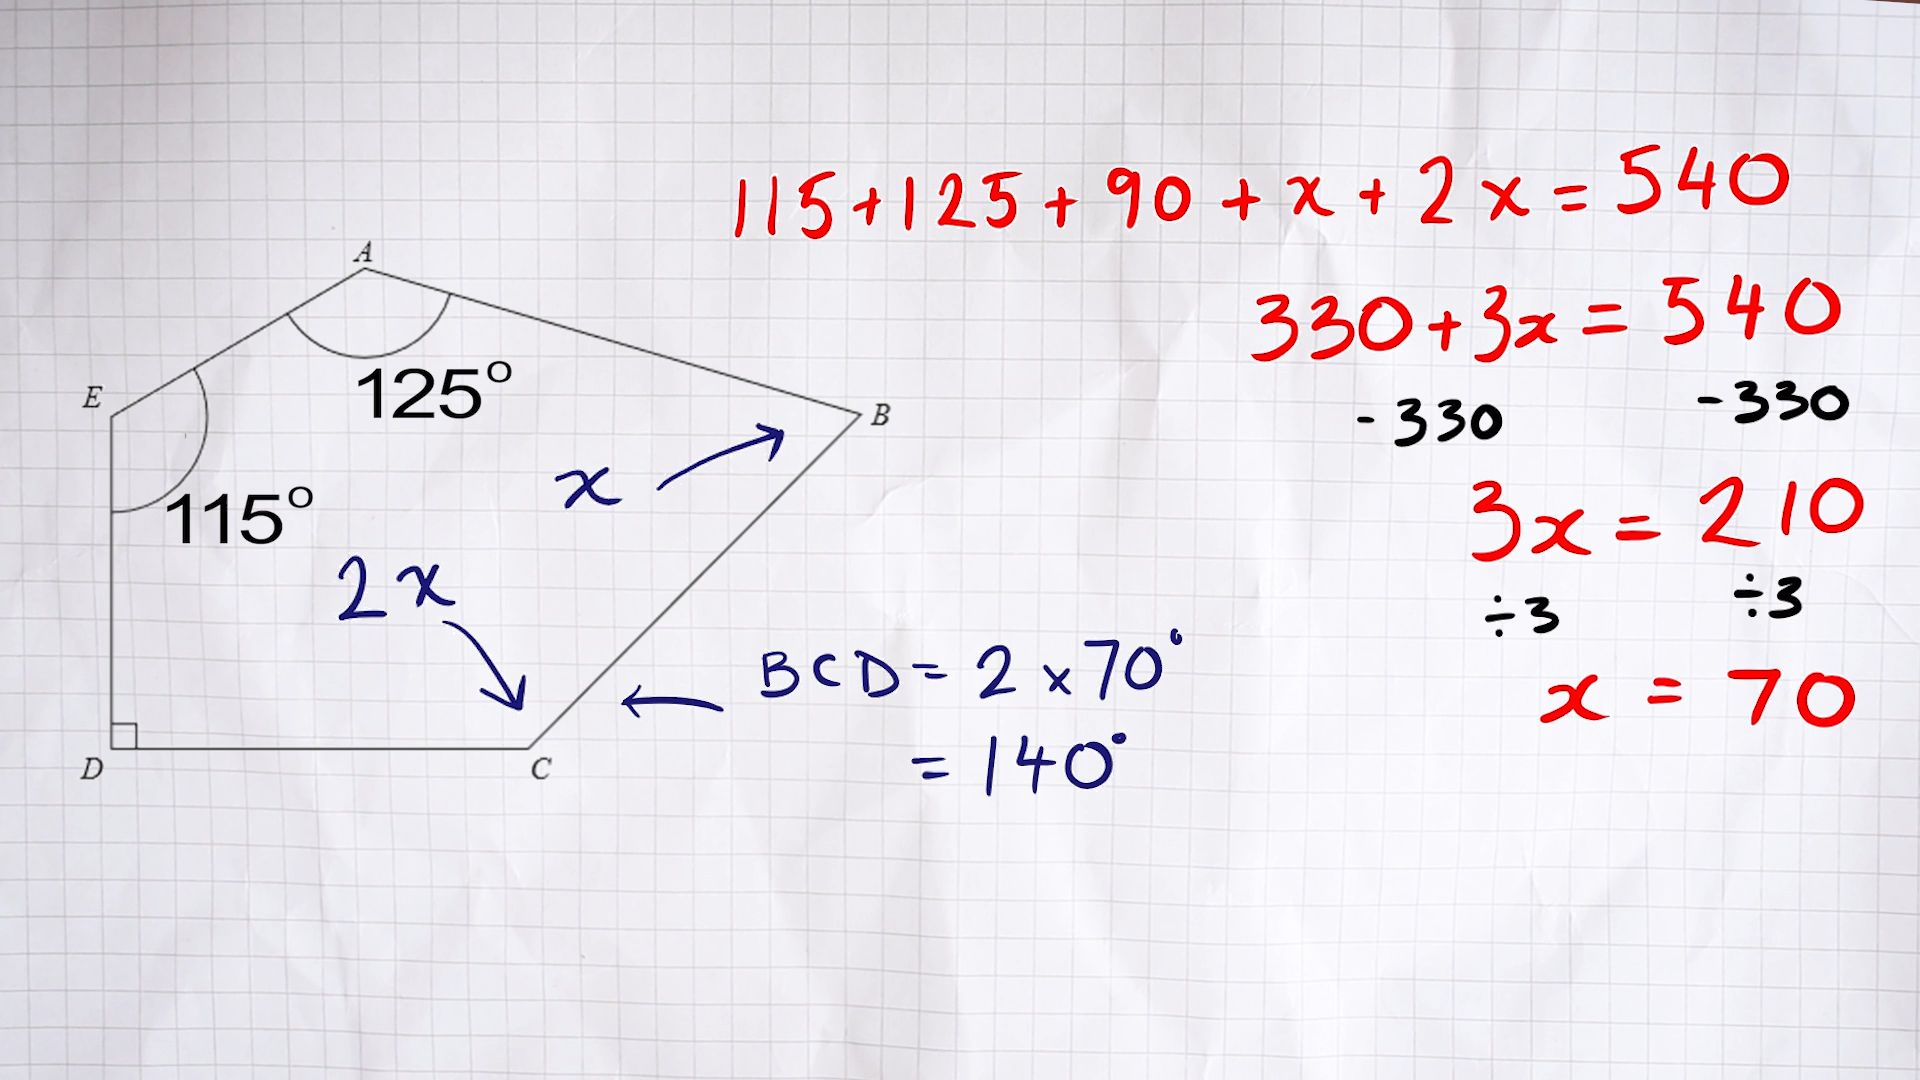 115+125+90+x+2x=540
A
330+3x=540
-330 -330
E
125°
B
x
3x=210
115°
÷3 ÷3
2x
BCD=2×70°
x=70
=140°
D
C